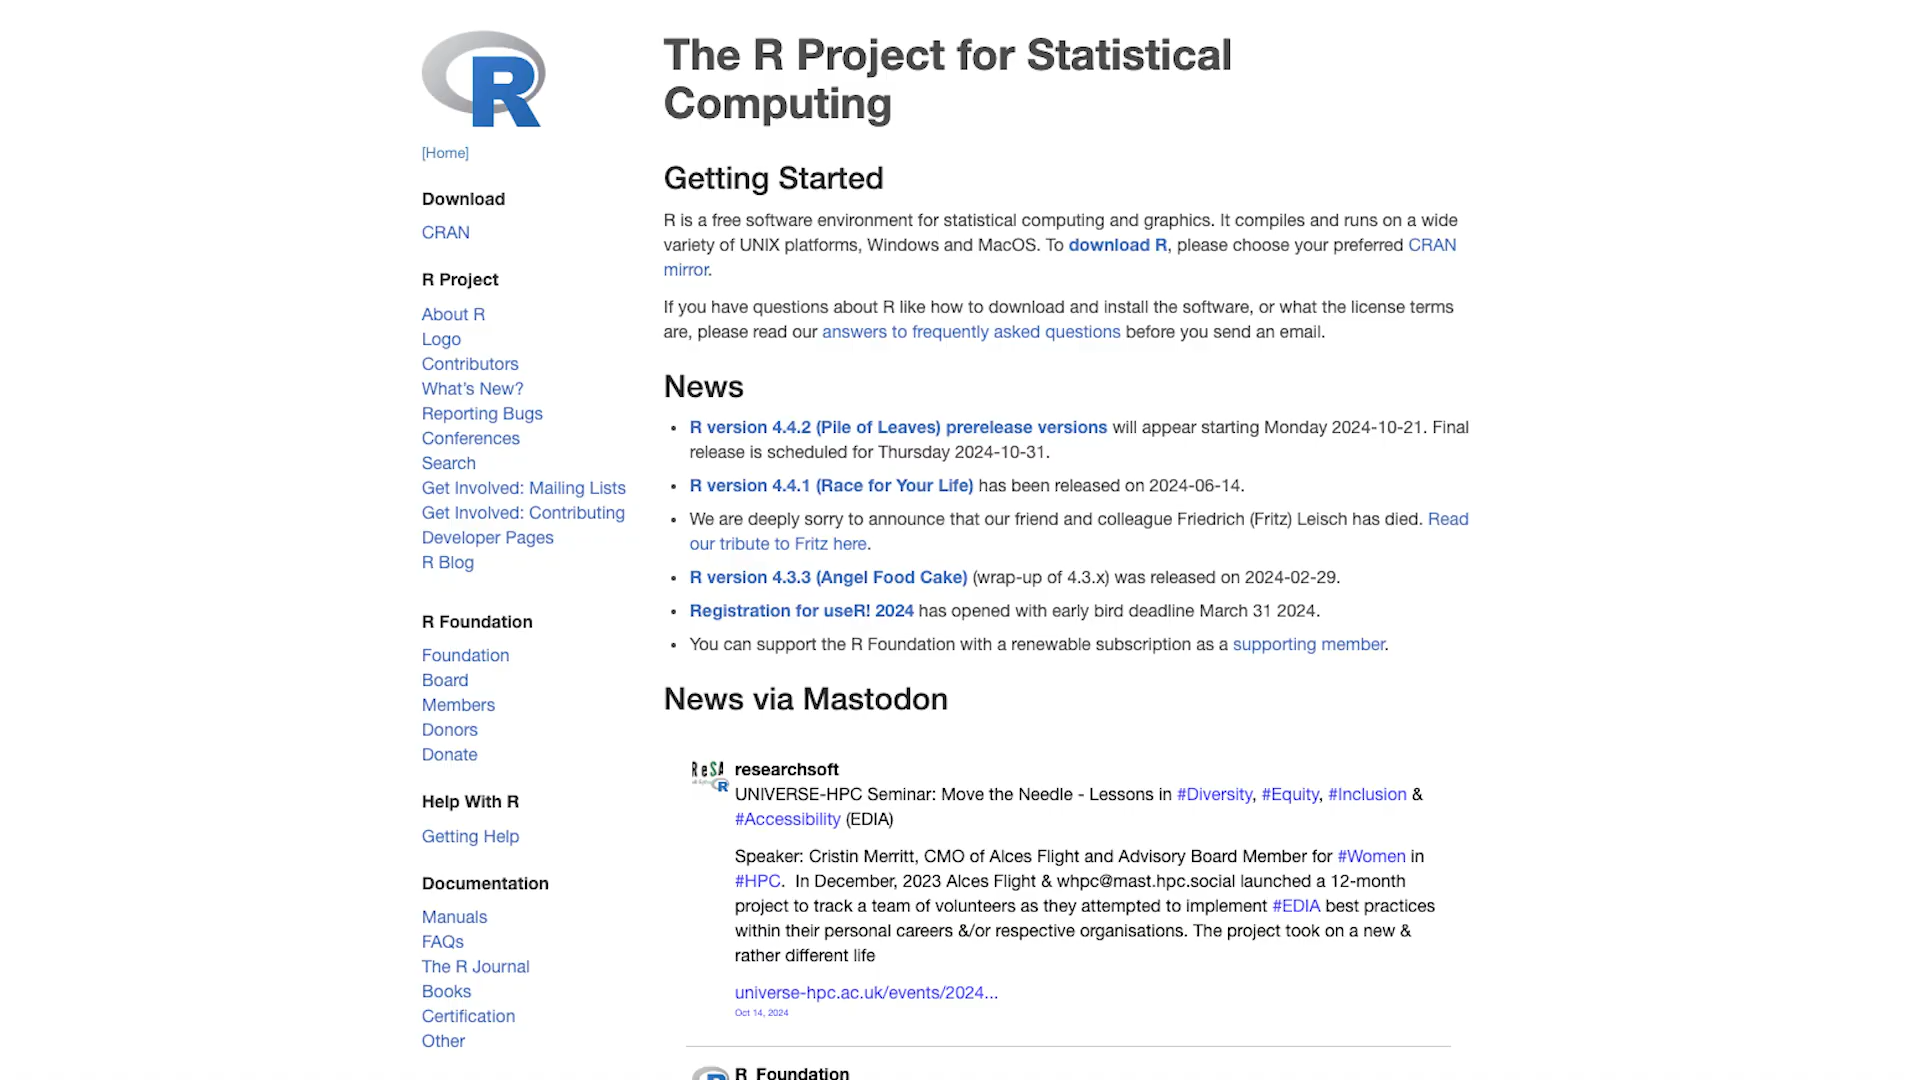 R
[Home]
Download
CRAN
R Project
About R
Logo
Contributors
What's New?
Reporting Bugs
Conferences
Search
Get Involved: Mailing Lists
Get Involved: Contributing
Developer Pages
R Blog
R Foundation
Foundation
Board
Members
Donors
Donate
Help With R
Getting Help
Documentation
Manuals
FAQs
The R Journal
Books
Certification
Other
The R Project for Statistical
Computing
Getting Started
R is a free software environment for statistical computing and graphics. It compiles and runs on a wide
variety of UNIX platforms, Windows and MacOS. To download R, please choose your preferred CRAN
mirror.
If you have questions about R like how to download and install the software, or what the license terms
are, please read our answers to frequently asked questions before you send an email.
News
• R version 4.4.2 (Pile of Leaves) prerelease versions will appear starting Monday 2024-10-21. Final
release is scheduled for Thursday 2024-10-31.
• R version 4.4.1 (Race for Your Life) has been released on 2024-06-14.
• We are deeply sorry to announce that our friend and colleague Friedrich (Fritz) Leisch has died. Read
our tribute to Fritz here.
• R version 4.3.3 (Angel Food Cake) (wrap-up of 4.3.x) was released on 2024-02-29.
• Registration for useR! 2024 has opened with early bird deadline March 31 2024.
• You can support the R Foundation with a renewable subscription as a supporting member.
News via Mastodon
ReSA
R
researchsoft
UNIVERSE-HPC Seminar: Move the Needle - Lessons in #Diversity, #Equity, #Inclusion &
#Accessibility (EDIA)
Speaker: Cristin Merritt, CMO of Alces Flight and Advisory Board Member for #Women in
#HPC. In December, 2023 Alces Flight & whpc@mast.hpc.social launched a 12-month
project to track a team of volunteers as they attempted to implement #EDIA best practices
within their personal careers &/or respective organisations. The project took on a new &
rather different life
universe-hpc.ac.uk/events/2024...
Oct 14, 2024
R Foundation